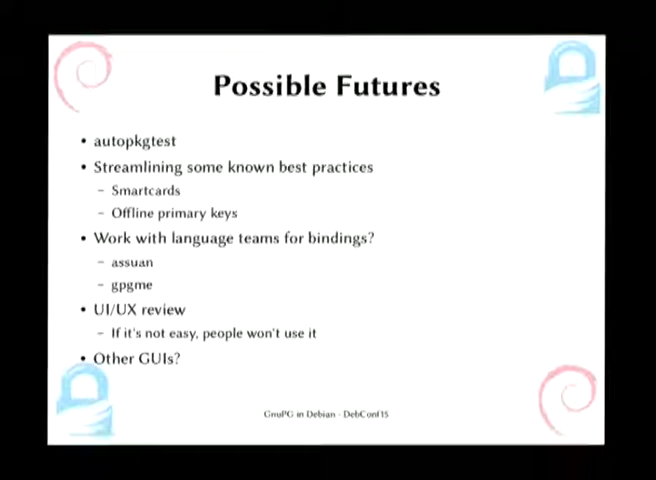 Possible Futures
• autopkgtest
• Streamlining some known best practices
– Smartcards
– Offline primary keys
• Work with language teams for bindings?
– assuan
– gpgme
• UI/UX review
– If it's not easy, people won't use it
• Other GUIs?
GnuPG in Debian - DebConf15